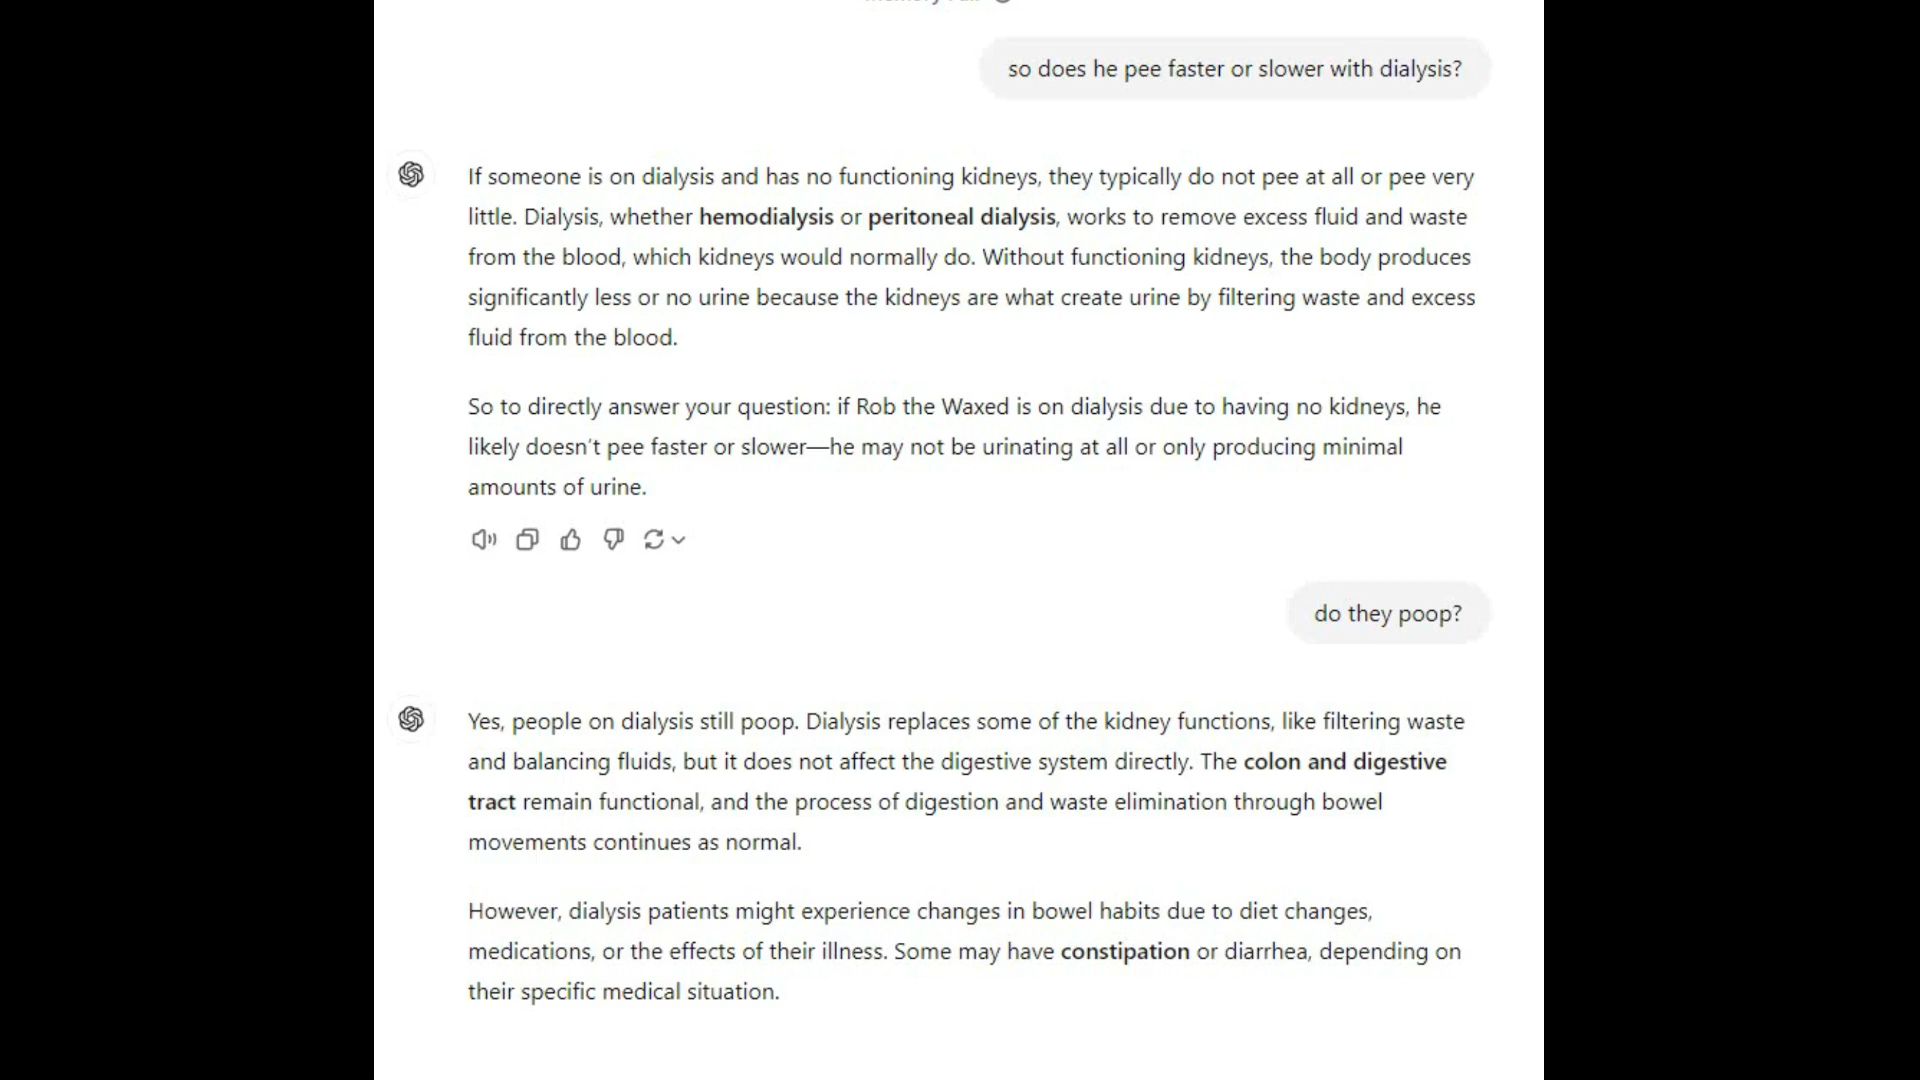 so does he pee faster or slower with dialysis?
If someone is on dialysis and has no functioning kidneys, they typically do not pee at all or pee very
little. Dialysis, whether hemodialysis or peritoneal dialysis, works to remove excess fluid and waste
from the blood, which kidneys would normally do. Without functioning kidneys, the body produces
significantly less or no urine because the kidneys are what create urine by filtering waste and excess
fluid from the blood.
So to directly answer your question: if Rob the Waxed is on dialysis due to having no kidneys, he
likely doesn't pee faster or slower—he may not be urinating at all or only producing minimal
amounts of urine.
do they poop?
Yes, people on dialysis still poop. Dialysis replaces some of the kidney functions, like filtering waste
and balancing fluids, but it does not affect the digestive system directly. The colon and digestive
tract remain functional, and the process of digestion and waste elimination through bowel
movements continues as normal.
However, dialysis patients might experience changes in bowel habits due to diet changes,
medications, or the effects of their illness. Some may have constipation or diarrhea, depending on
their specific medical situation.